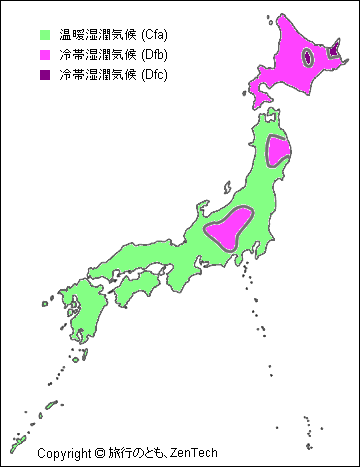 温暖湿潤気候 (Cfa)
冷帯湿潤気候 (Dfb)
冷帯湿潤気候 (Dfc)
Copyright © 旅行のとも、ZenTech